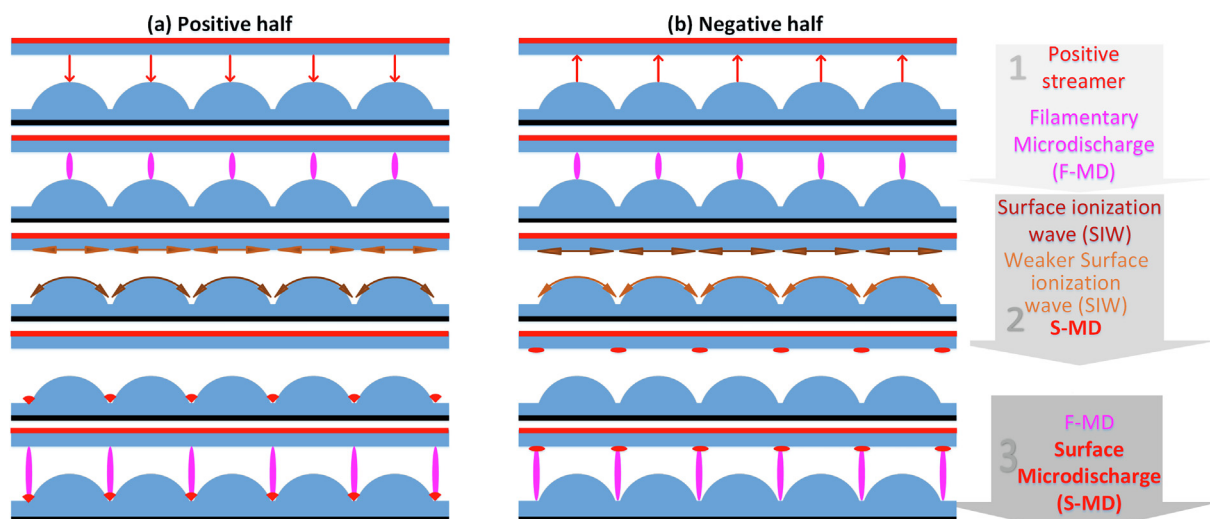 (a) Positive half
(b) Negative half
1
Positive
streamer
Filamentary
Microdischarge
(F-MD)
Surface ionization
wave (SIW)
Weaker Surface
ionization
wave (SIW)
2
S-MD
F-MD
3
Surface
Microdischarge
(S-MD)